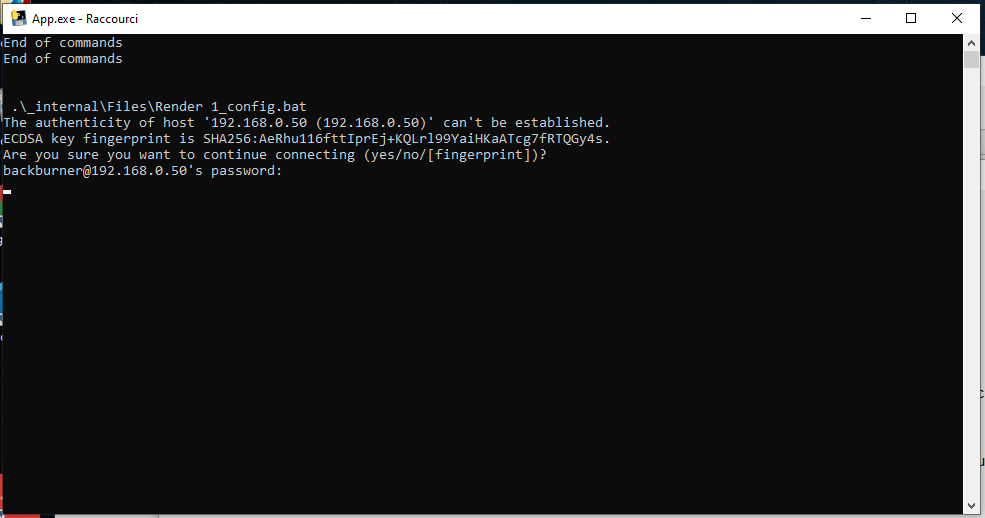 App.exe - Raccourci
End of commands
End of commands
.\_internal\Files\Render 1_config.bat
The authenticity of host '192.168.0.50 (192.168.0.50)' can't be established.
ECDSA key fingerprint is SHA256:AeRhu116fttIprEj+KQLrl99YaiHKaATcg7fRTQGy4s.
Are you sure you want to continue connecting (yes/no/[fingerprint])?
backburner@192.168.0.50's password: